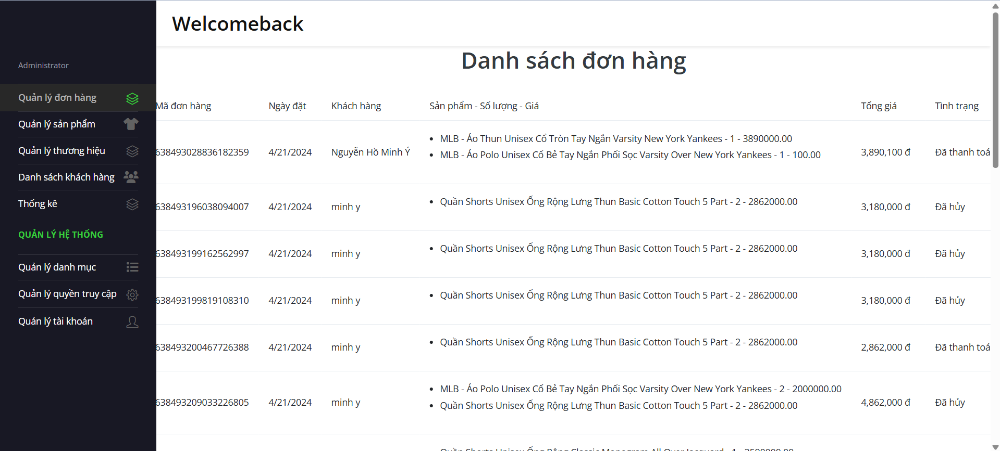 Welcomeback
Administrator
Quản lý đơn hàng
Quản lý sản phẩm
Quản lý thương hiệu
Danh sách khách hàng
Thống kê
QUẢN LÝ HỆ THỐNG
Quản lý danh mục
Quản lý quyền truy cập
Quản lý tài khoản
Danh sách đơn hàng
Mã đơn hàng Ngày đặt Khách hàng Sản phẩm - Số lượng - Giá Tổng giá Tình trạng
638493028836182359 4/21/2024 Nguyễn Hồ Minh Ý
MLB - Áo Thun Unisex Cổ Tròn Tay Ngắn Varsity New York Yankees - 1 - 3890000.00
MLB - Áo Polo Unisex Cổ Bẻ Tay Ngắn Phối Sọc Varsity Over New York Yankees - 1 - 100.00
3,890,100 đ Đã thanh toá
638493196038094007 4/21/2024 minh y Quần Shorts Unisex Ống Rộng Lưng Thun Basic Cotton Touch 5 Part - 2 - 2862000.00 3,180,000 đ Đã hủy
638493199162562997 4/21/2024 minh y Quần Shorts Unisex Ống Rộng Lưng Thun Basic Cotton Touch 5 Part - 2 - 2862000.00 3,180,000 đ Đã hủy
638493199819108310 4/21/2024 minh y Quần Shorts Unisex Ống Rộng Lưng Thun Basic Cotton Touch 5 Part - 2 - 2862000.00 3,180,000 đ Đã hủy
638493200467726388 4/21/2024 minh y Quần Shorts Unisex Ống Rộng Lưng Thun Basic Cotton Touch 5 Part - 2 - 2862000.00 2,862,000 đ Đã thanh toá
638493209033226805 4/21/2024 minh y
MLB - Áo Polo Unisex Cổ Bẻ Tay Ngắn Phối Sọc Varsity Over New York Yankees - 2 - 2000000.00
Quần Shorts Unisex Ống Rộng Lưng Thun Basic Cotton Touch 5 Part - 2 - 2862000.00
4,862,000 đ Đã hủy